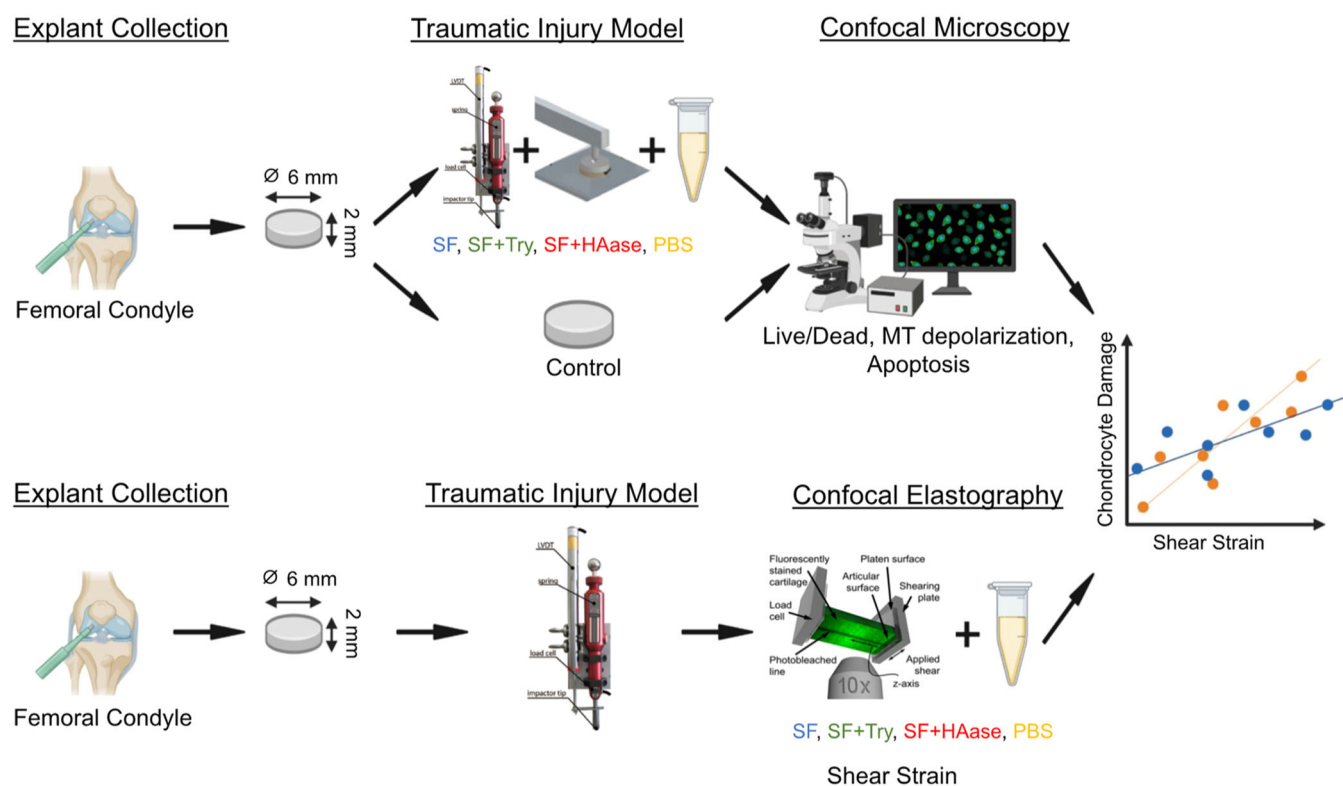 Explant Collection
Traumatic Injury Model
Confocal Microscopy
LVDT
spring
load cell
impactor tip
+
+
Ø 6 mm
2 mm
SF, SF+Try, SF+HAase, PBS
Femoral Condyle
Control
Live/Dead, MT depolarization,
Apoptosis
Chondrocyte Damage
Shear Strain
Explant Collection
Traumatic Injury Model
Confocal Elastography
LVDT
spring
load cell
impactor tip
Ø 6 mm
2 mm
Femoral Condyle
Fluorescently
stained
cartilage
Platen surface
Articular
surface
Shearing
plate
Load
cell
Photobleached
line
Applied
shear
z-axis
10x
+
SF, SF+Try, SF+HAase, PBS
Shear Strain